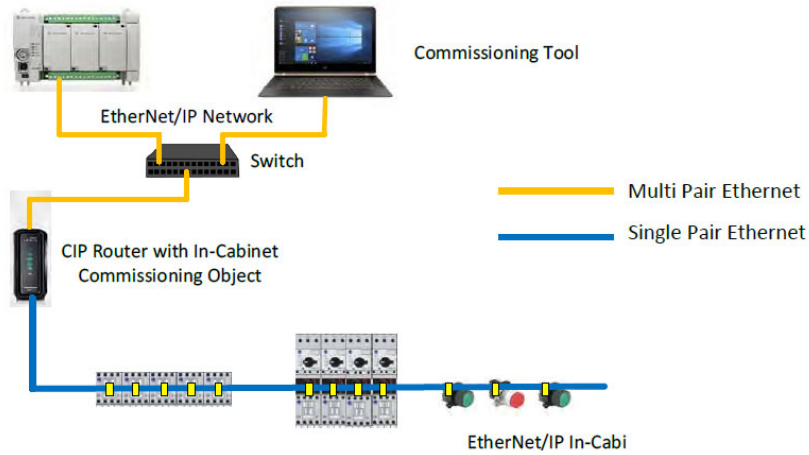 Commissioning Tool
EtherNet/IP Network
Switch
Multi Pair Ethernet
Single Pair Ethernet
CIP Router with In-Cabinet
Commissioning Object
EtherNet/IP In-Cabi